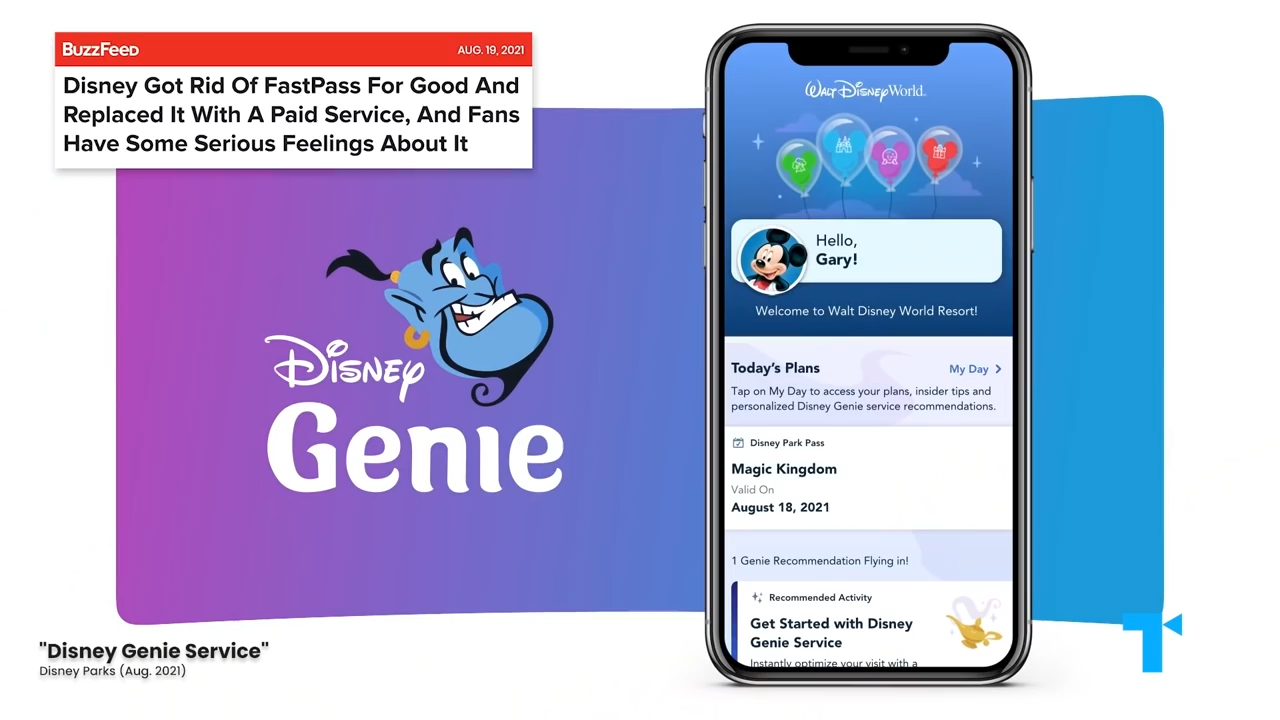 BuzzFeed
AUG. 19, 2021
Disney Got Rid Of FastPass For Good And
Replaced It With A Paid Service, And Fans
Have Some Serious Feelings About It
Disney
Genie
"Disney Genie Service"
Disney Parks (Aug. 2021)
Walt Disney World.
Hello,
Gary!
Welcome to Walt Disney World Resort!
Today's Plans
My Day >
Tap on My Day to access your plans, insider tips and
personalized Disney Genie service recommendations.
Disney Park Pass
Magic Kingdom
Valid On
August 18, 2021
1 Genie Recommendation Flying in!
Recommended Activity
Get Started with Disney
Genie Service
Instantly optimize your visit with a